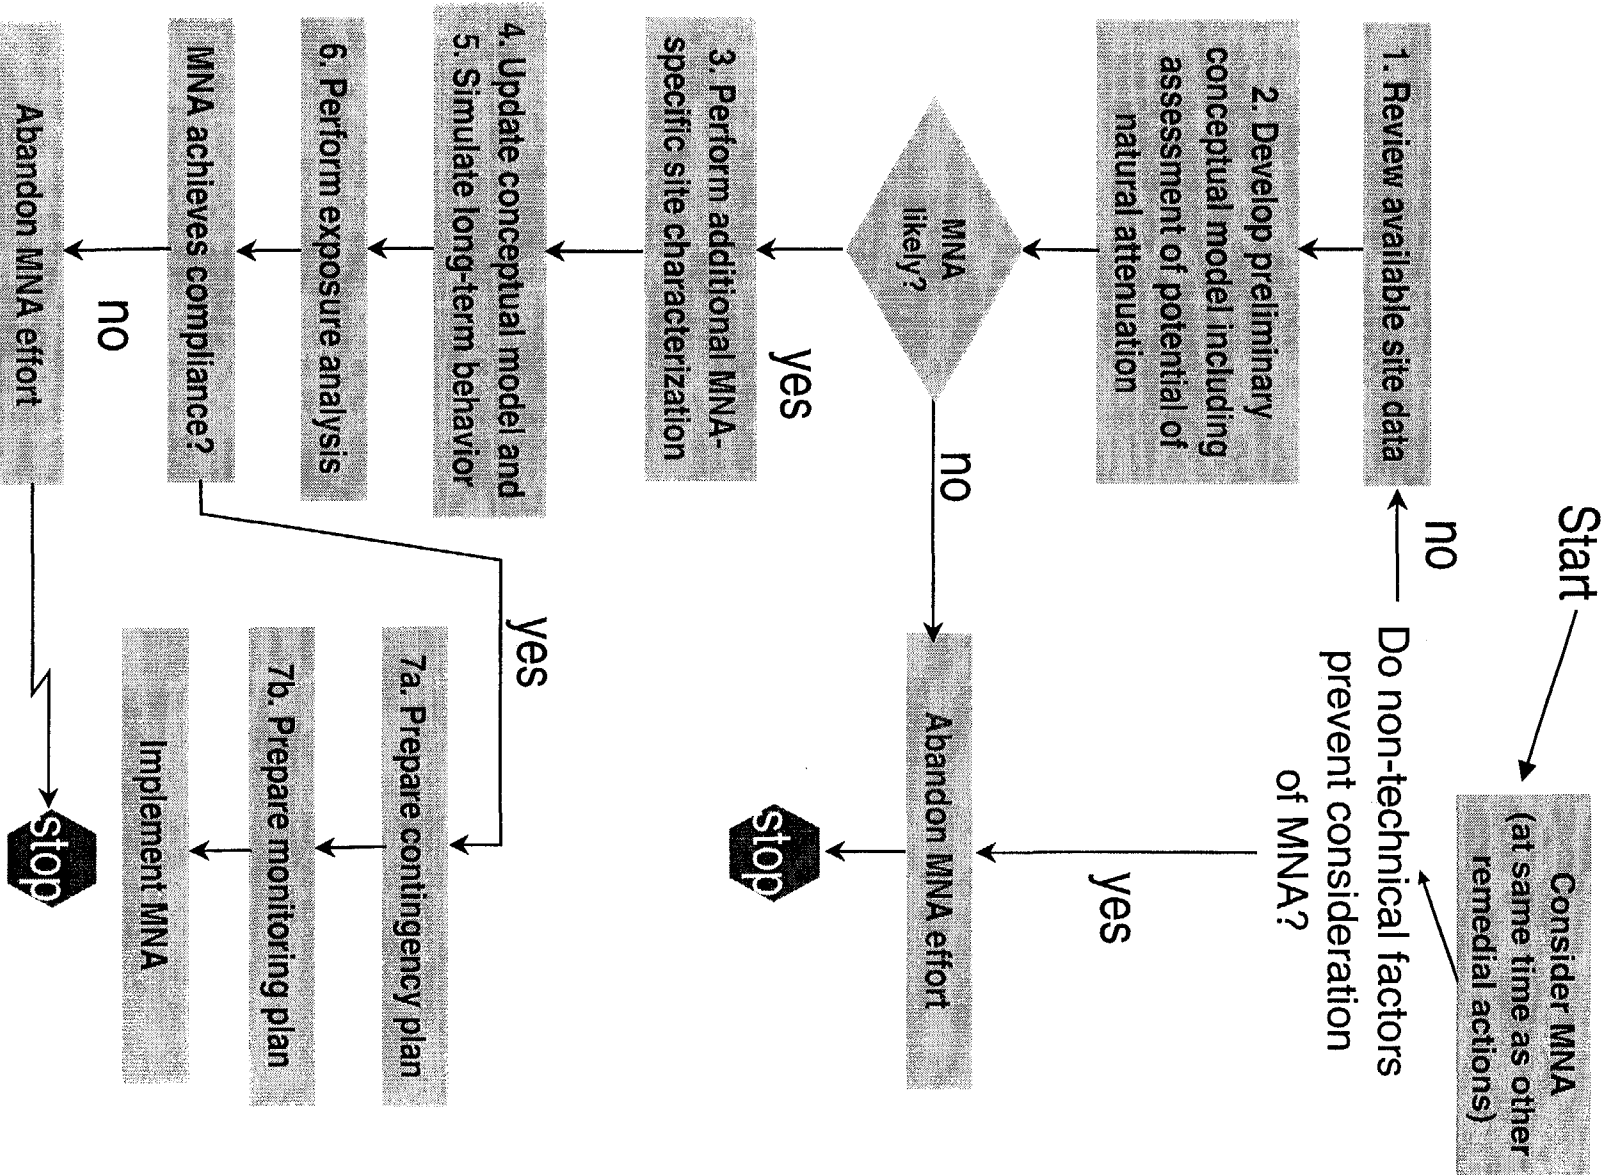 Start
Consider MNA
(at same time as other
remedial actions)
Do non-technical factors
prevent consideration
of MNA?
no
yes
1. Review available site data
2. Develop preliminary
conceptual model including
assessment of potential of
natural attenuation
MNA
likely?
no
Abandon MNA effort
stop
yes
3. Perform additional MNA-
specific site characterization
4. Update conceptual model and
5. Simulate long-term behavior
6. Perform exposure analysis
MNA achieves compliance?
yes
7a. Prepare contingency plan
7b. Prepare monitoring plan
Implement MNA
no
Abandon MNA effort
stop